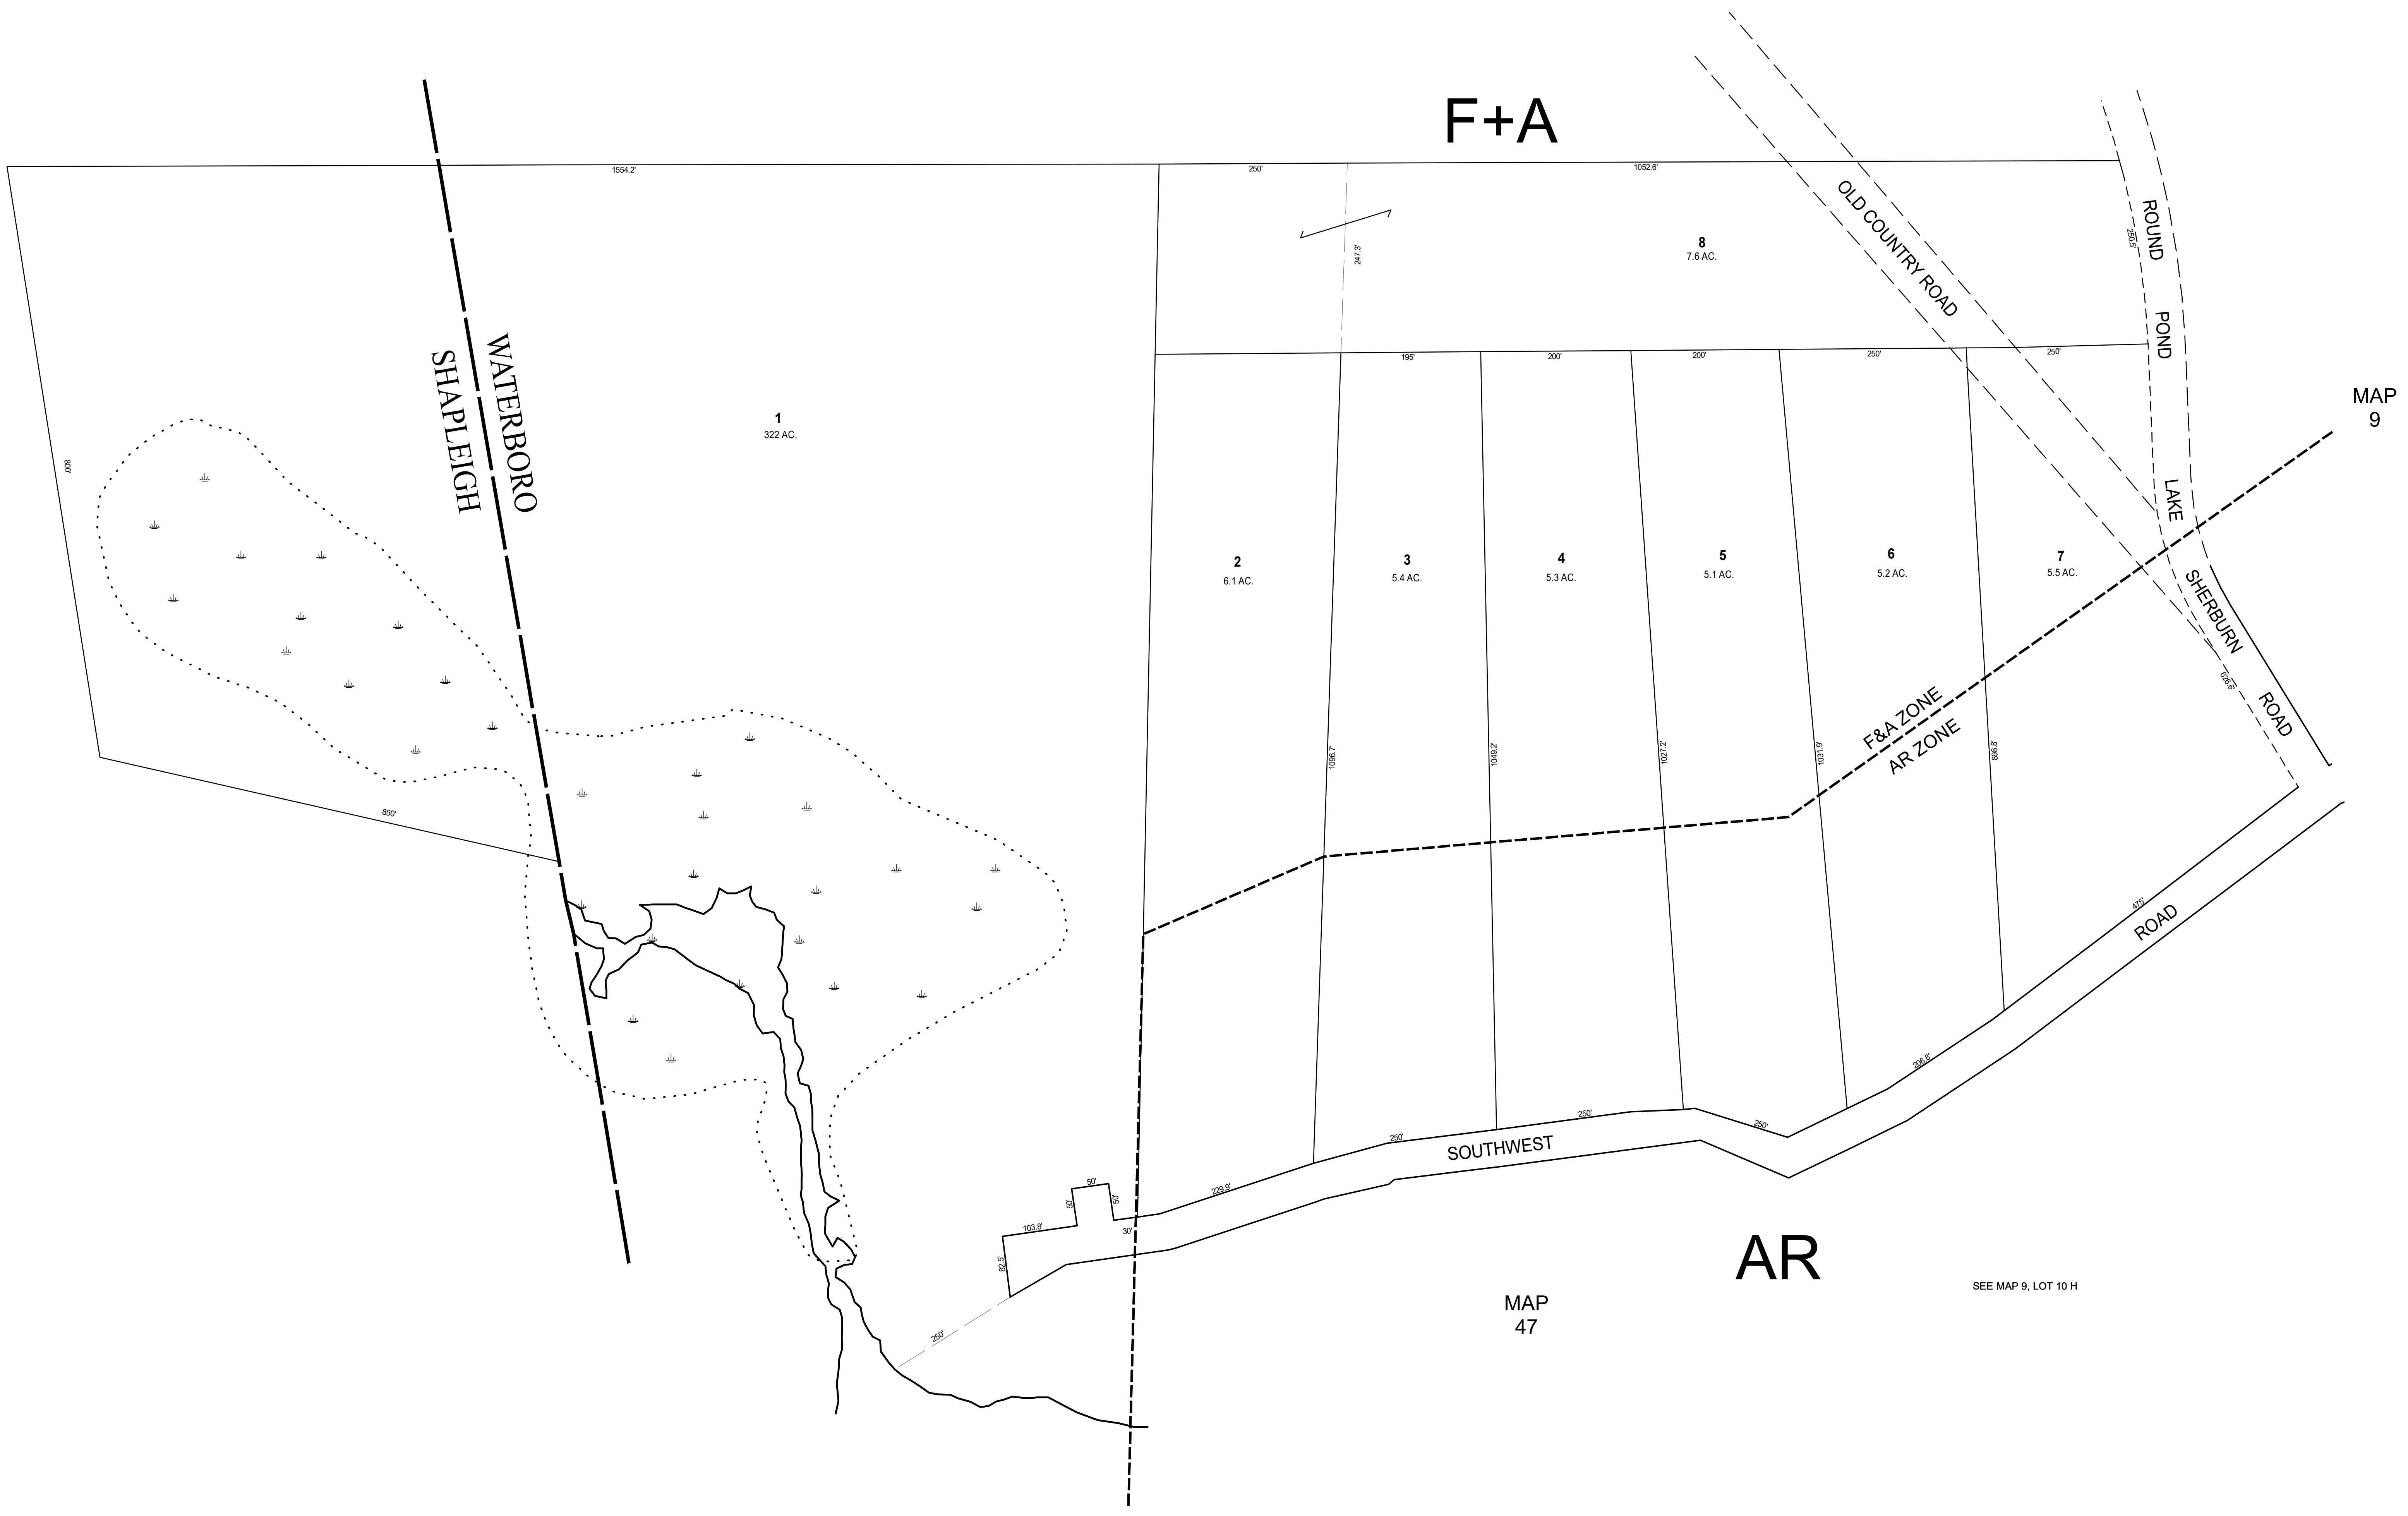 F+A
1554.2'
250'
1052.6'
OLD COUNTRY ROAD
ROUND POND LAKE
250.5'
247.3'
8
7.6 AC.
WATERBORO
SHAPLEIGH
1
322 AC.
800'
850'
195'
200'
200'
250'
250'
MAP
9
2
6.1 AC.
3
5.4 AC.
4
5.3 AC.
5
5.1 AC.
6
5.2 AC.
7
5.5 AC.
SHERBURN ROAD
626.6'
F&A ZONE
AR ZONE
1096.7'
1049.2'
1027.2'
1031.9'
898.8'
475'
ROAD
206.8'
250'
250'
250'
SOUTHWEST
229.9'
50'
50'
50'
103.8'
30'
82.5'
250'
AR
SEE MAP 9, LOT 10 H
MAP
47